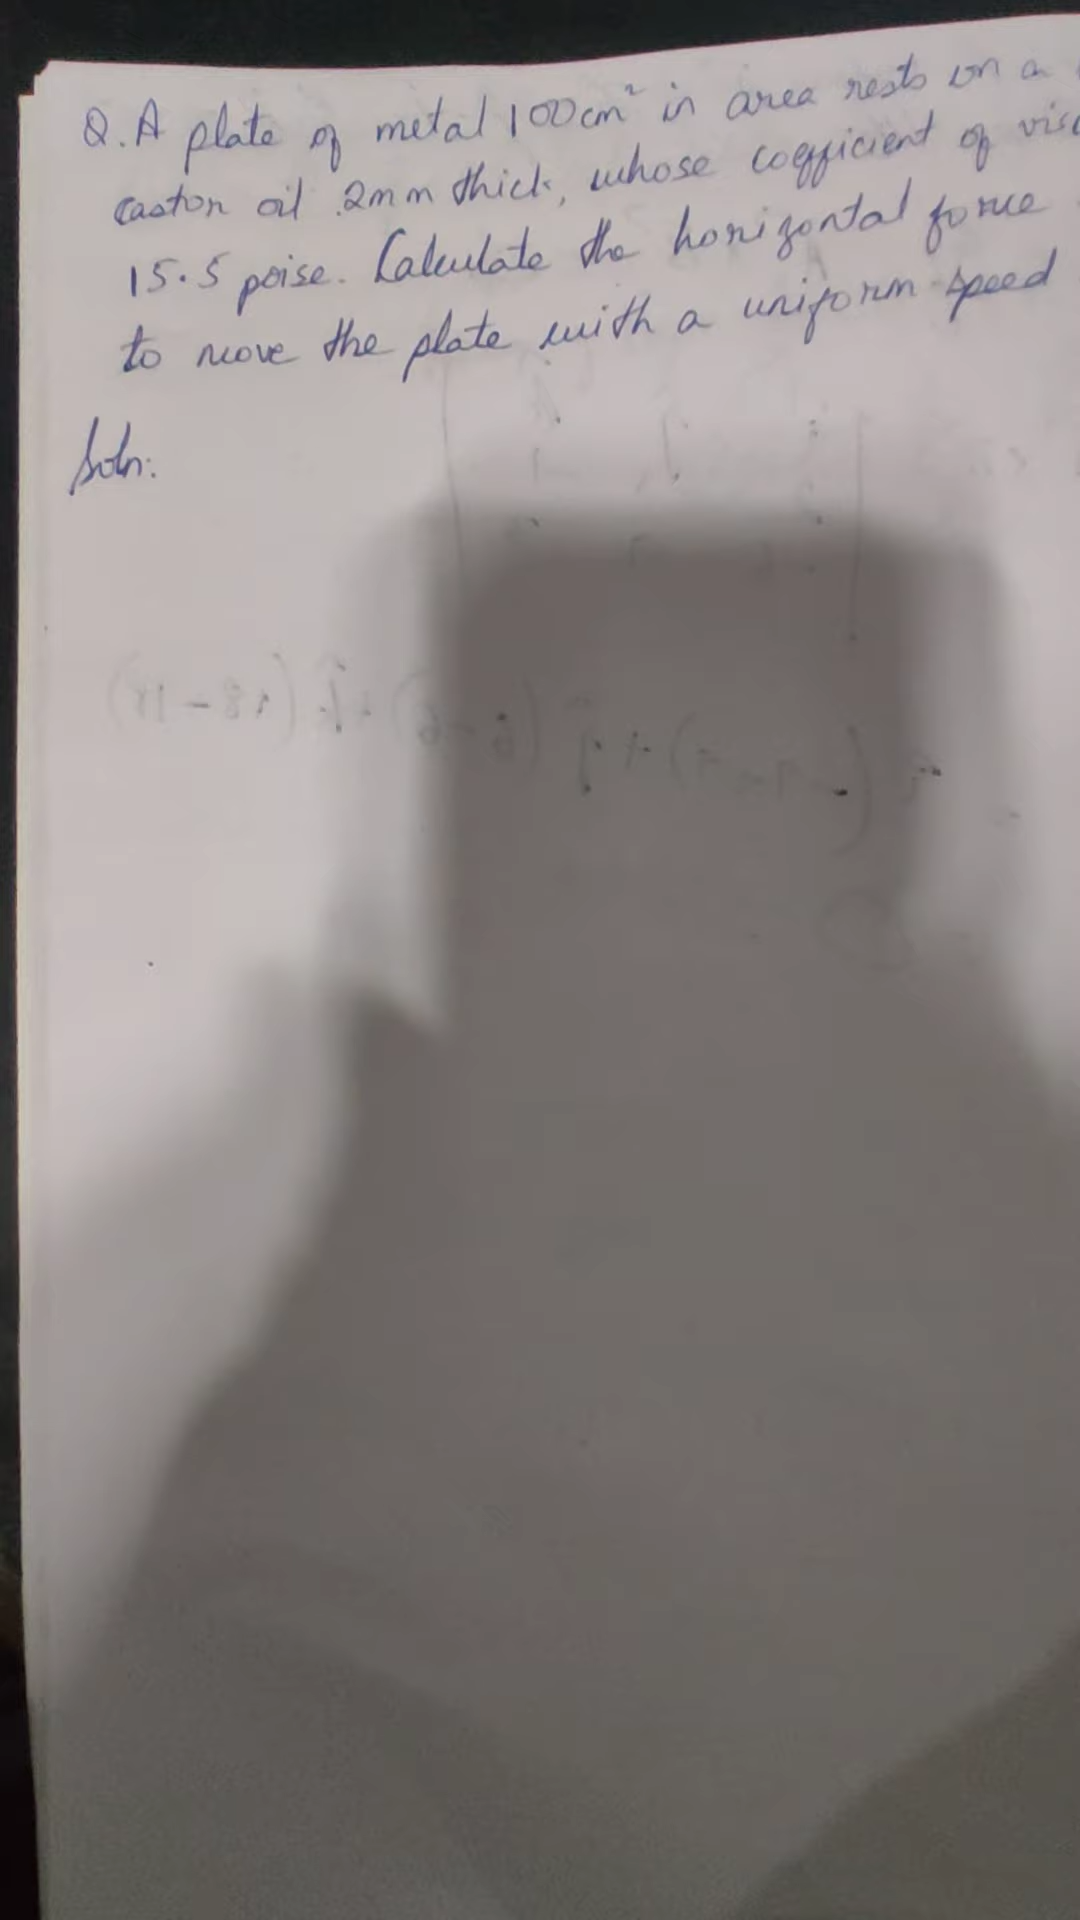 Q. A plate of metal 100cm² in area rests on a
castor oil .2mm thick, whose coefficient of visc
15.5 poise. Calculate the horizontal force
to move the plate with a uniform speed
Soln: